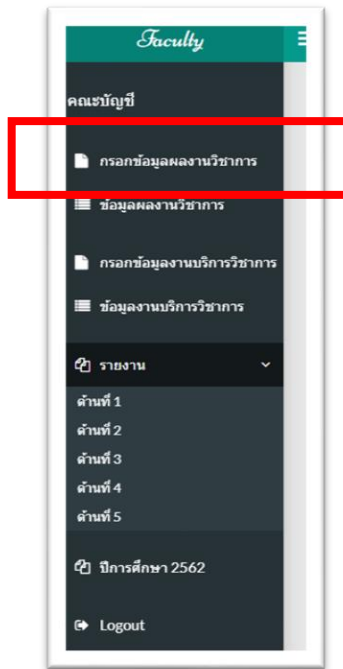 Faculty
คณะบัญชี
กรอกข้อมูลผลงานวิชาการ
ข้อมูลผลงานวิชาการ
กรอกข้อมูลงานบริการวิชาการ
ข้อมูลงานบริการวิชาการ
รายงาน
ด้านที่ 1
ด้านที่ 2
ด้านที่ 3
ด้านที่ 4
ด้านที่ 5
ปีการศึกษา 2562
Logout